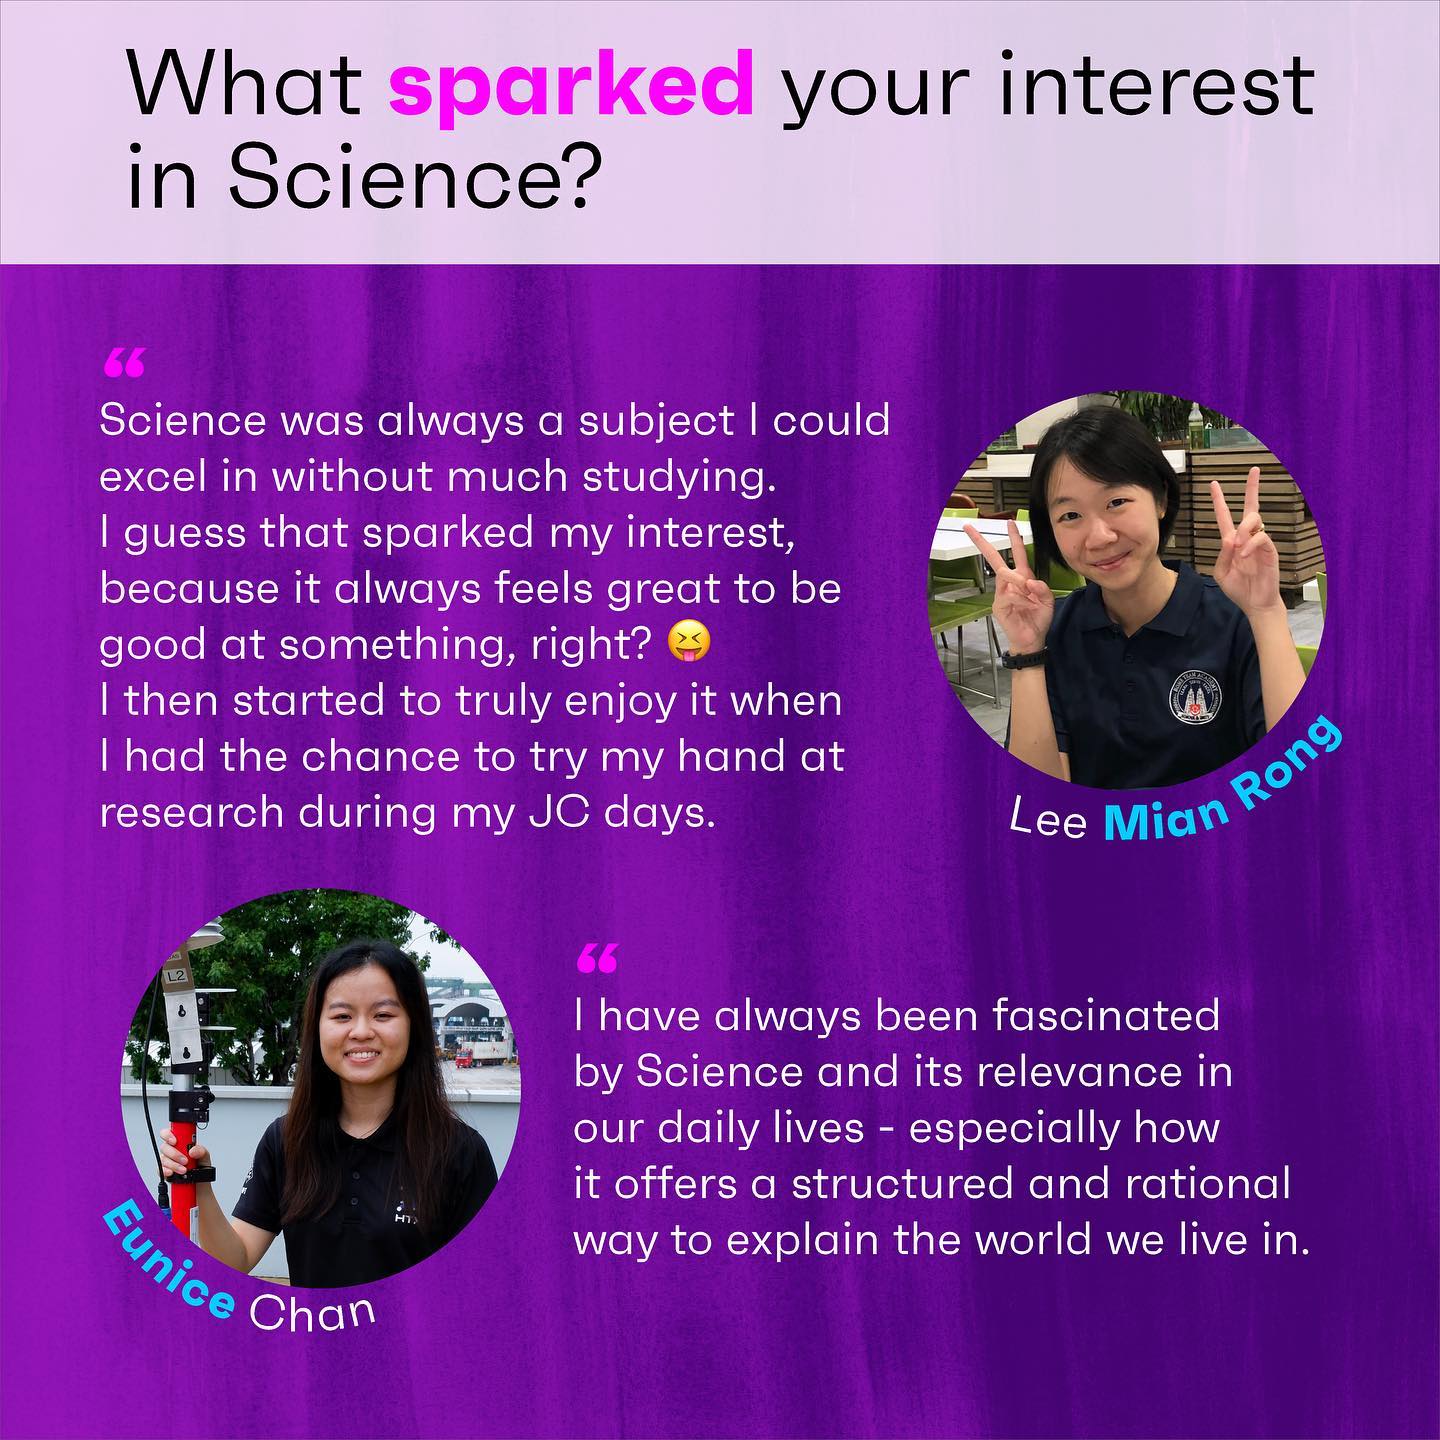 What sparked your interest
in Science?
“
Science was always a subject I could
excel in without much studying.
I guess that sparked my interest,
because it always feels great to be
good at something, right? 😝
I then started to truly enjoy it when
I had the chance to try my hand at
research during my JC days.
Lee Mian Rong
“
I have always been fascinated
by Science and its relevance in
our daily lives - especially how
it offers a structured and rational
way to explain the world we live in.
L2
Eunice Chan